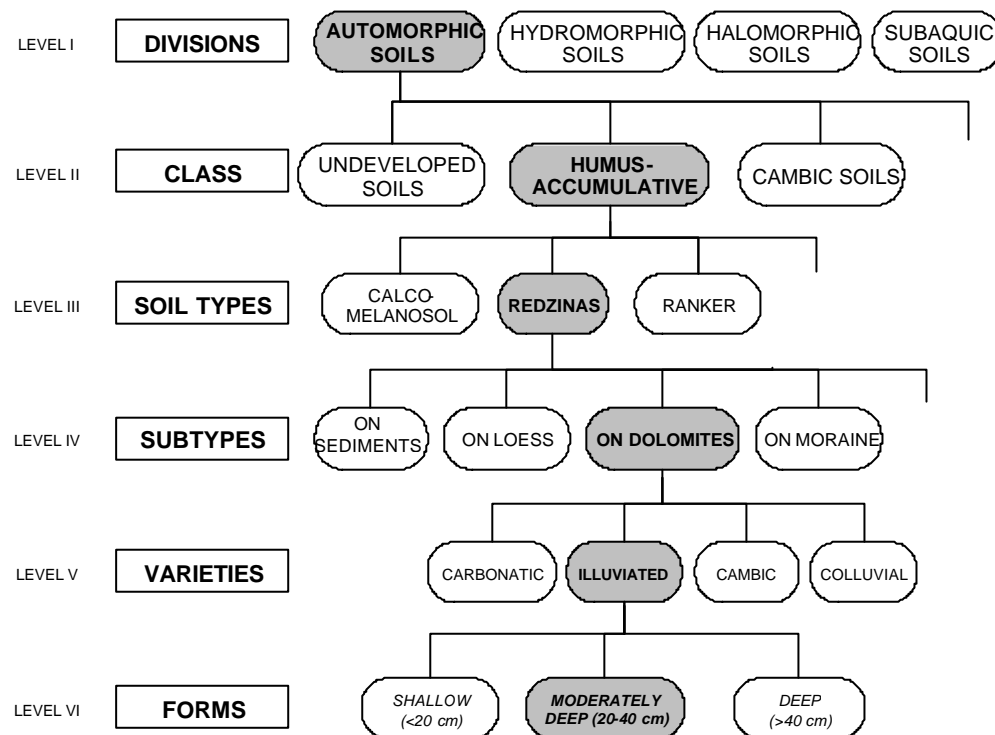 LEVEL I
DIVISIONS
AUTOMORPHIC
SOILS
HYDROMORPHIC
SOILS
HALOMORPHIC
SOILS
SUBAQUIC
SOILS
LEVEL II
CLASS
UNDEVELOPED
SOILS
HUMUS-
ACCUMULATIVE
CAMBIC SOILS
LEVEL III
SOIL TYPES
CALCO-
MELANOSOL
REDZINAS
RANKER
LEVEL IV
SUBTYPES
ON
SEDIMENTS
ON LOESS
ON DOLOMITES
ON MORAINE
LEVEL V
VARIETIES
CARBONATIC
ILLUVIATED
CAMBIC
COLLUVIAL
LEVEL VI
FORMS
SHALLOW
(<20 cm)
MODERATELY
DEEP (20-40 cm)
DEEP
(>40 cm)